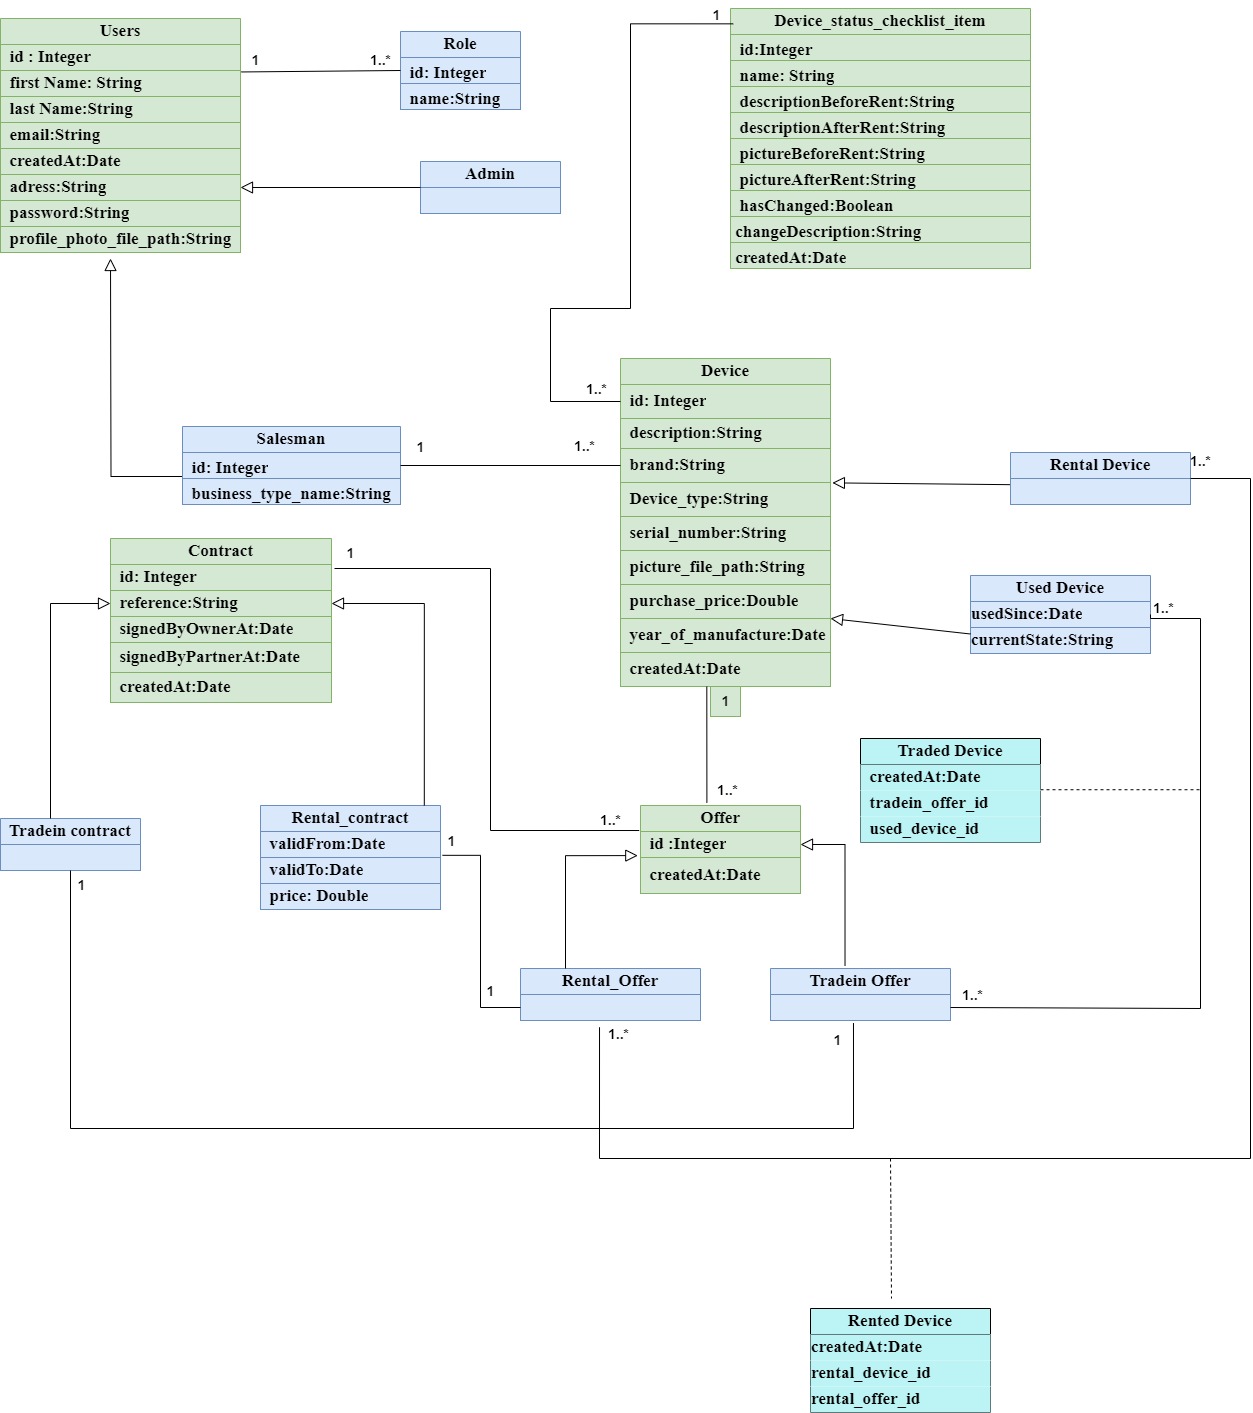 Users
id : Integer
first Name: String
last Name:String
email:String
createdAt:Date
adress:String
password:String
profile_photo_file_path:String
1
1..*
Role
id: Integer
name:String
Admin
1
Device_status_checklist_item
id:Integer
name: String
descriptionBeforeRent:String
descriptionAfterRent:String
pictureBeforeRent:String
pictureAfterRent:String
hasChanged:Boolean
changeDescription:String
createdAt:Date
1..*
Device
id: Integer
description:String
brand:String
Device_type:String
serial_number:String
picture_file_path:String
purchase_price:Double
year_of_manufacture:Date
createdAt:Date
1
Salesman
id: Integer
business_type_name:String
1
1..*
Rental Device
1..*
Used Device
usedSince:Date
currentState:String
1..*
Contract
id: Integer
reference:String
signedByOwnerAt:Date
signedByPartnerAt:Date
createdAt:Date
1
Traded Device
createdAt:Date
tradein_offer_id
used_device_id
1..*
1..*
Offer
id :Integer
createdAt:Date
Tradein contract
1
Rental_contract
validFrom:Date
validTo:Date
price: Double
1
1
Rental_Offer
1..*
Tradein Offer
1..*
1
Rented Device
createdAt:Date
rental_device_id
rental_offer_id